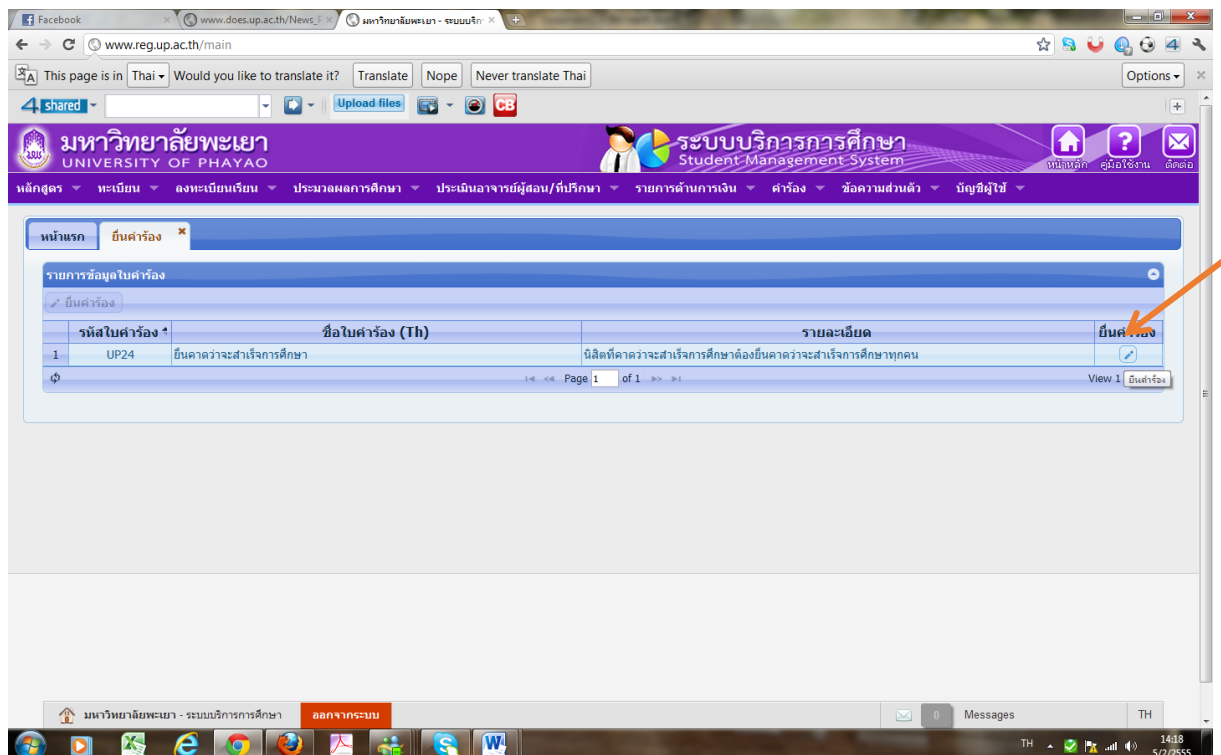 Facebook
www.does.up.ac.th/News_F
มหาวิทยาลัยพะเยา - ระบบบริก
www.reg.up.ac.th/main
This page is in Thai Would you like to translate it? Translate Nope Never translate Thai Options
4shared Upload files CB
มหาวิทยาลัยพะเยา ระบบบริการการศึกษา
UNIVERSITY OF PHAYAO Student Management System
หน้าหลัก คู่มือใช้งาน ติดต่อ
หลักสูตร ทะเบียน ลงทะเบียนเรียน ประมวลผลการศึกษา ประเมินอาจารย์ผู้สอน/ที่ปรึกษา รายการด้านการเงิน คำร้อง ข้อความส่วนตัว บัญชีผู้ใช้
หน้าแรก ยื่นคำร้อง
รายการข้อมูลใบคำร้อง
ยื่นคำร้อง
รหัสใบคำร้อง ชื่อใบคำร้อง (Th) รายละเอียด ยื่นคำร้อง
1 UP24 ยื่นคาดว่าจะสำเร็จการศึกษา นิสิตที่คาดว่าจะสำเร็จการศึกษาต้องยื่นคาดว่าจะสำเร็จการศึกษาทุกคน
Page 1 of 1 View 1 ยื่นคำร้อง
มหาวิทยาลัยพะเยา - ระบบบริการการศึกษา ออกจากระบบ 0 Messages TH
TH 14:18
5/2/2555